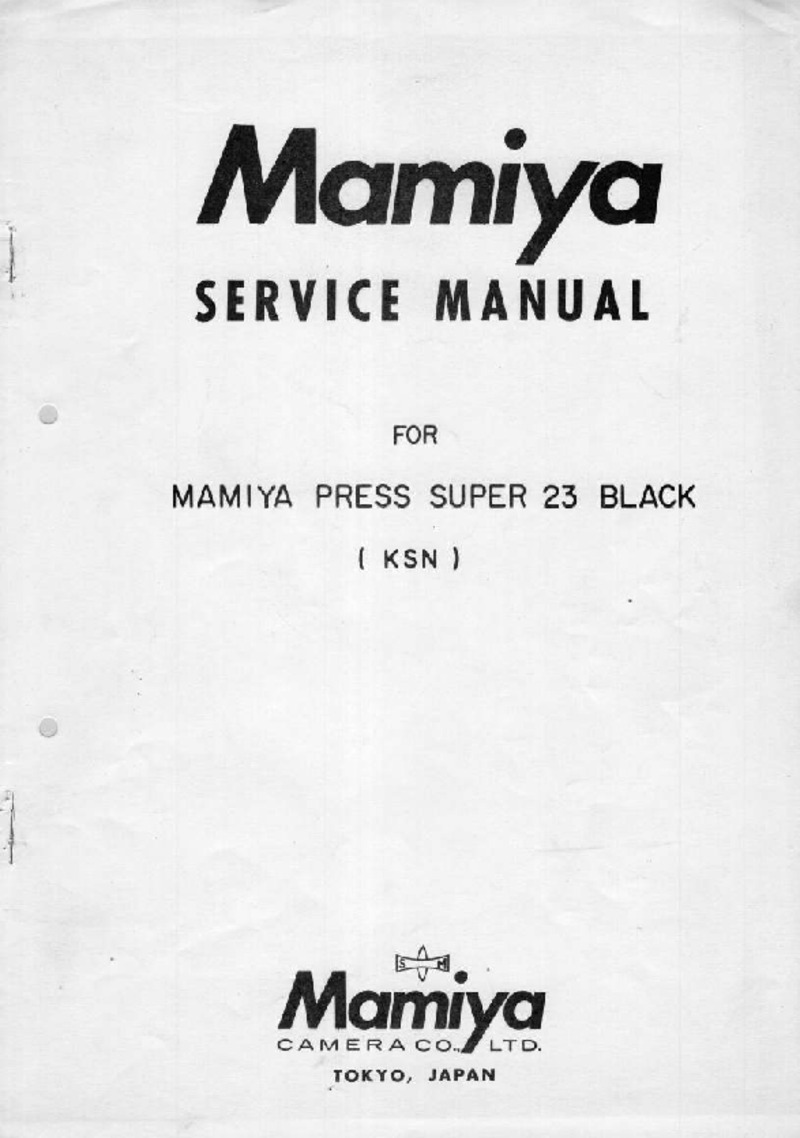 Mamiya
SERVICE MANUAL
FOR
MAMIYA PRESS SUPER 23 BLACK
( KSN )
S M
Mamiya
CAMERA CO., LTD.
TOKYO, JAPAN